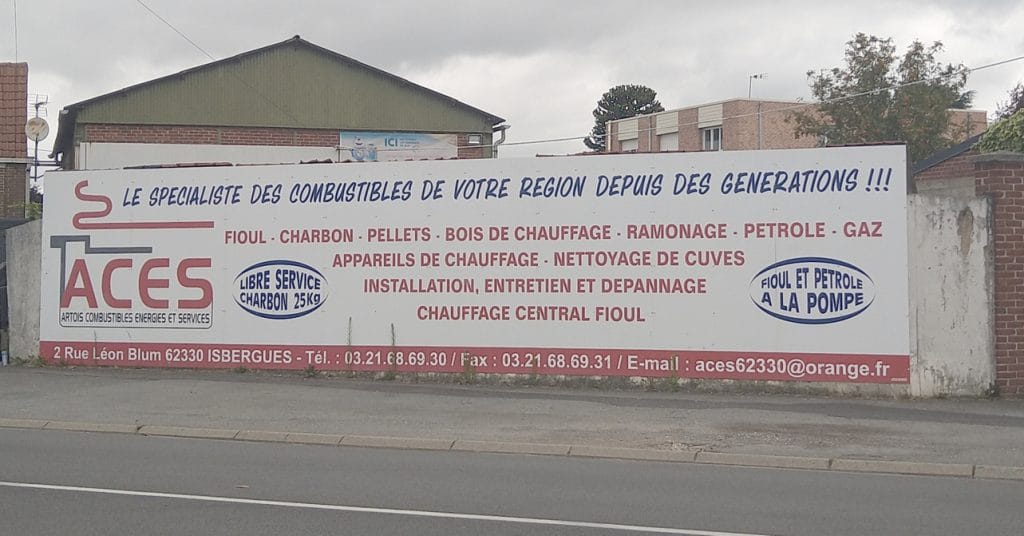 ICI
LE SPECIALISTE DES COMBUSTIBLES DE VOTRE REGION DEPUIS DES GENERATIONS !!!
FIOUL - CHARBON - PELLETS - BOIS DE CHAUFFAGE - RAMONAGE - PETROLE - GAZ
APPAREILS DE CHAUFFAGE - NETTOYAGE DE CUVES
INSTALLATION, ENTRETIEN ET DEPANNAGE
CHAUFFAGE CENTRAL FIOUL
ACES
ARTOIS COMBUSTIBLES ENERGIES ET SERVICES
LIBRE SERVICE
CHARBON 25Kg
FIOUL ET PETROLE
A LA POMPE
2 Rue Léon Blum 62330 ISBERGUES - Tél. : 03.21.68.69.30 / Fax : 03.21.68.69.31 / E-mail : aces62330@orange.fr